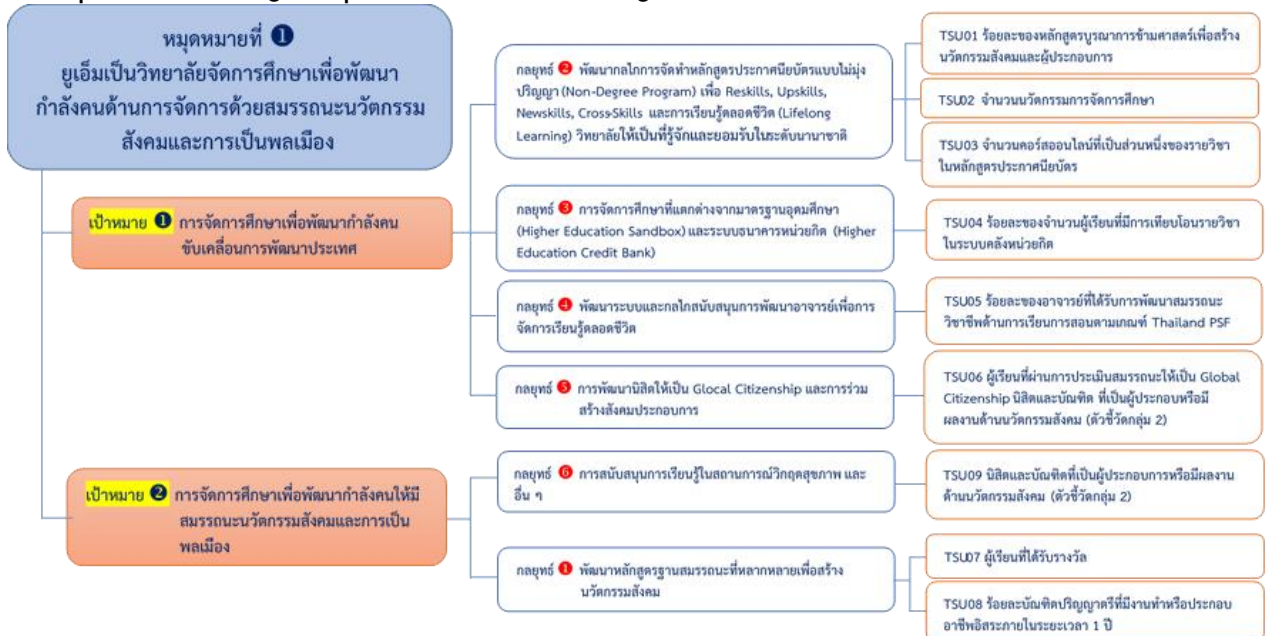 หมุดหมายที่ ❶
ยูเอ็มเป็นวิทยาลัยจัดการศึกษาเพื่อพัฒนา
กำลังคนด้านการจัดการด้วยสมรรถนะนวัตกรรม
สังคมและการเป็นพลเมือง
เป้าหมาย ❶ การจัดการศึกษาเพื่อพัฒนากำลังคน
ขับเคลื่อนการพัฒนาประเทศ
กลยุทธ์ ❷ พัฒนากลไกการจัดทำหลักสูตรประกาศนียบัตรแบบไม่มุ่ง
ปริญญา (Non-Degree Program) เพื่อ Reskills, Upskills,
Newskills, Cross-Skills และการเรียนรู้ตลอดชีวิต (Lifelong
Learning) วิทยาลัยให้เป็นที่รู้จักและยอมรับในระดับนานาชาติ
TSU01 ร้อยละของหลักสูตรบูรณาการข้ามศาสตร์เพื่อสร้าง
นวัตกรรมสังคมและผู้ประกอบการ
TSU02 จำนวนนวัตกรรมการจัดการศึกษา
TSU03 จำนวนคอร์สออนไลน์ที่เป็นส่วนหนึ่งของรายวิชา
ในหลักสูตรประกาศนียบัตร
กลยุทธ์ ❸ การจัดการศึกษาที่แตกต่างจากมาตรฐานอุดมศึกษา
(Higher Education Sandbox) และระบบธนาคารหน่วยกิต (Higher
Education Credit Bank)
TSU04 ร้อยละของจำนวนผู้เรียนที่มีการเทียบโอนรายวิชา
ในระบบคลังหน่วยกิต
กลยุทธ์ ❹ พัฒนาระบบและกลไกสนับสนุนการพัฒนาอาจารย์เพื่อการ
จัดการเรียนรู้ตลอดชีวิต
TSU05 ร้อยละของอาจารย์ที่ได้รับการพัฒนาสมรรถนะ
วิชาชีพด้านการเรียนการสอนตามเกณฑ์ Thailand PSF
กลยุทธ์ ❺ การพัฒนานิสิตให้เป็น Glocal Citizenship และการร่วม
สร้างสังคมประกอบการ
TSU06 ผู้เรียนที่ผ่านการประเมินสมรรถนะให้เป็น Global
Citizenship นิสิตและบัณฑิต ที่เป็นผู้ประกอบหรือมี
ผลงานด้านนวัตกรรมสังคม (ตัวชี้วัดกลุ่ม 2)
เป้าหมาย ❷ การจัดการศึกษาเพื่อพัฒนากำลังคนให้มี
สมรรถนะนวัตกรรมสังคมและการเป็น
พลเมือง
กลยุทธ์ ❻ การสนับสนุนการเรียนรู้ในสถานการณ์วิกฤตสุขภาพ และ
อื่น ๆ
TSU09 นิสิตและบัณฑิตที่เป็นผู้ประกอบการหรือมีผลงาน
ด้านนวัตกรรมสังคม (ตัวชี้วัดกลุ่ม 2)
กลยุทธ์ ❶ พัฒนาหลักสูตรฐานสมรรถนะที่หลากหลายเพื่อสร้าง
นวัตกรรมสังคม
TSU07 ผู้เรียนที่ได้รับรางวัล
TSU08 ร้อยละบัณฑิตปริญญาตรีที่มีงานทำหรือประกอบ
อาชีพอิสระภายในระยะเวลา 1 ปี